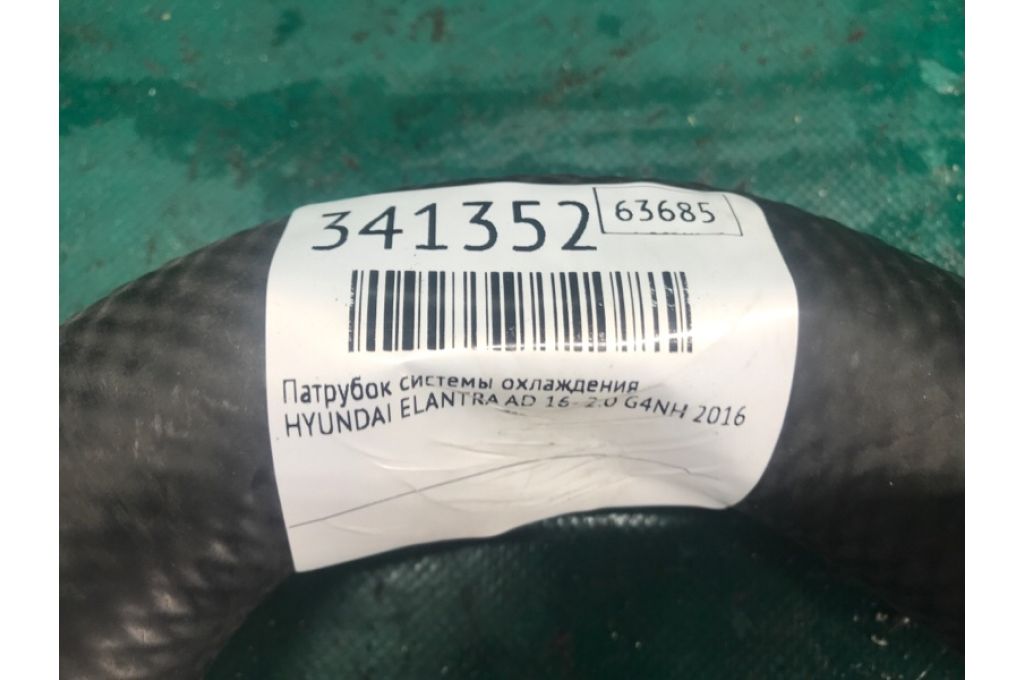 341352 63685
Патрубок системы охлаждения
HYUNDAI ELANTRA AD 16- 2.0 G4NH 2016